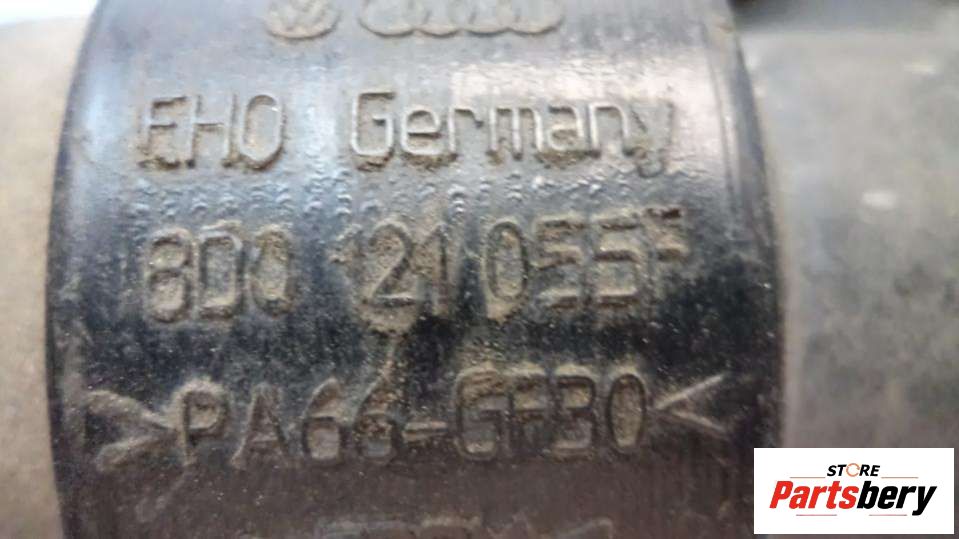 EHO Germany
8D0 121 055F
>PA66-GF30<
STORE
Partsbery